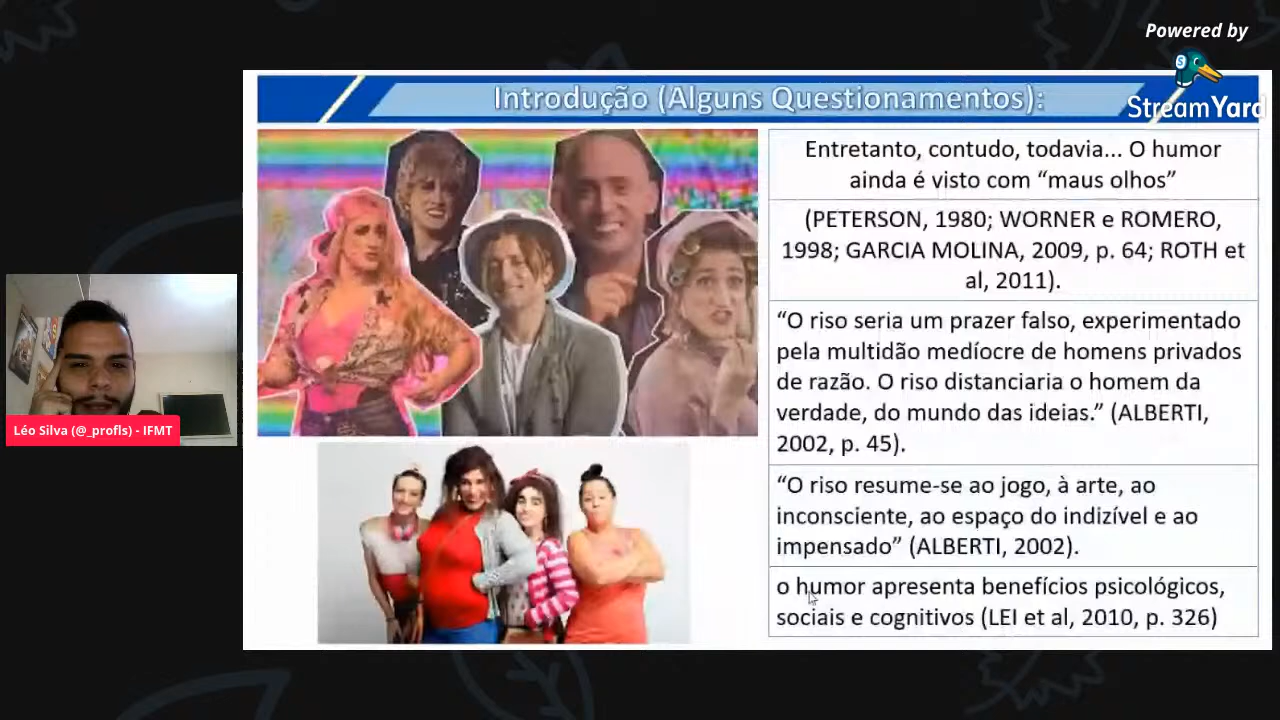 Powered by
StreamYard
Introdução (Alguns Questionamentos):
Entretanto, contudo, todavia... O humor
ainda é visto com “maus olhos”
(PETERSON, 1980; WORNER e ROMERO,
1998; GARCIA MOLINA, 2009, p. 64; ROTH et
al, 2011).
“O riso seria um prazer falso, experimentado
pela multidão medíocre de homens privados
de razão. O riso distanciaria o homem da
verdade, do mundo das ideias.” (ALBERTI,
2002, p. 45).
“O riso resume-se ao jogo, à arte, ao
inconsciente, ao espaço do indizível e ao
impensado” (ALBERTI, 2002).
o humor apresenta benefícios psicológicos,
sociais e cognitivos (LEI et al, 2010, p. 326)
Léo Silva (@_profls) - IFMT